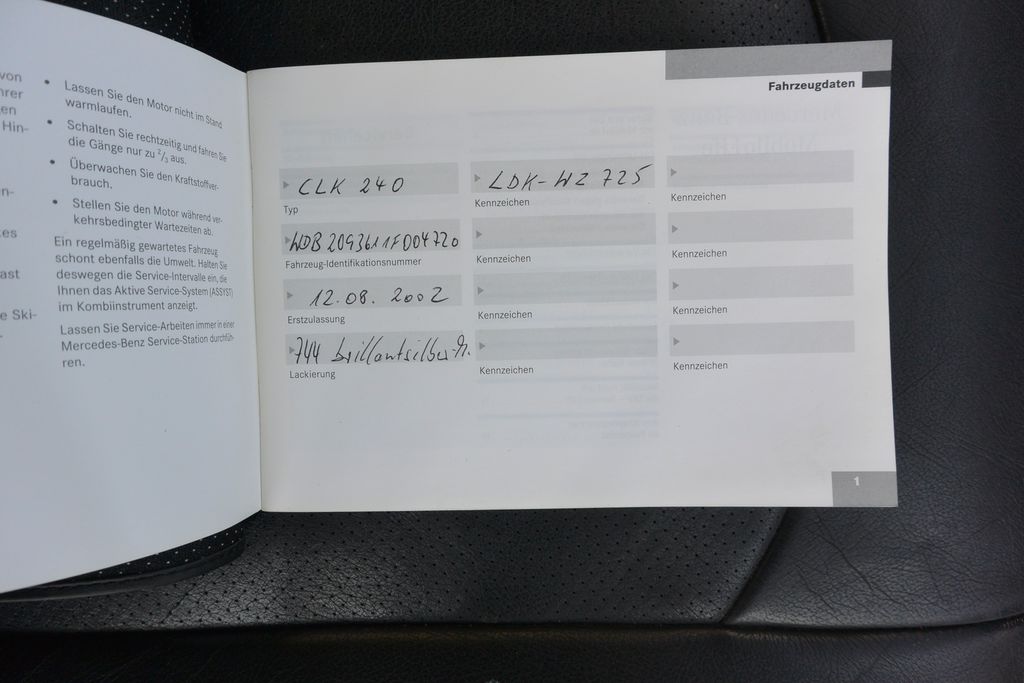 von
hrer
en
Hin-
n-
tes
ast
e Ski-
• Lassen Sie den Motor nicht im Stand
warmlaufen.
• Schalten Sie rechtzeitig und fahren Sie
die Gänge nur zu 2/3 aus.
• Überwachen Sie den Kraftstoffver-
brauch.
• Stellen Sie den Motor während ver-
kehrsbedingter Wartezeiten ab.
Ein regelmäßig gewartetes Fahrzeug
schont ebenfalls die Umwelt. Halten Sie
deswegen die Service-Intervalle ein, die
Ihnen das Aktive Service-System (ASSYST)
im Kombiinstrument anzeigt.
Lassen Sie Service-Arbeiten immer in einer
Mercedes-Benz Service-Station durchfüh-
ren.
Fahrzeugdaten
CLK 240
Typ
WDB2093611F004720
Fahrzeug-Identifikationsnummer
12.08.2002
Erstzulassung
744 brillantsilber-
Lackierung
LDK-WZ 725
Kennzeichen
Kennzeichen
Kennzeichen
Kennzeichen
Kennzeichen
Kennzeichen
Kennzeichen
Kennzeichen
1